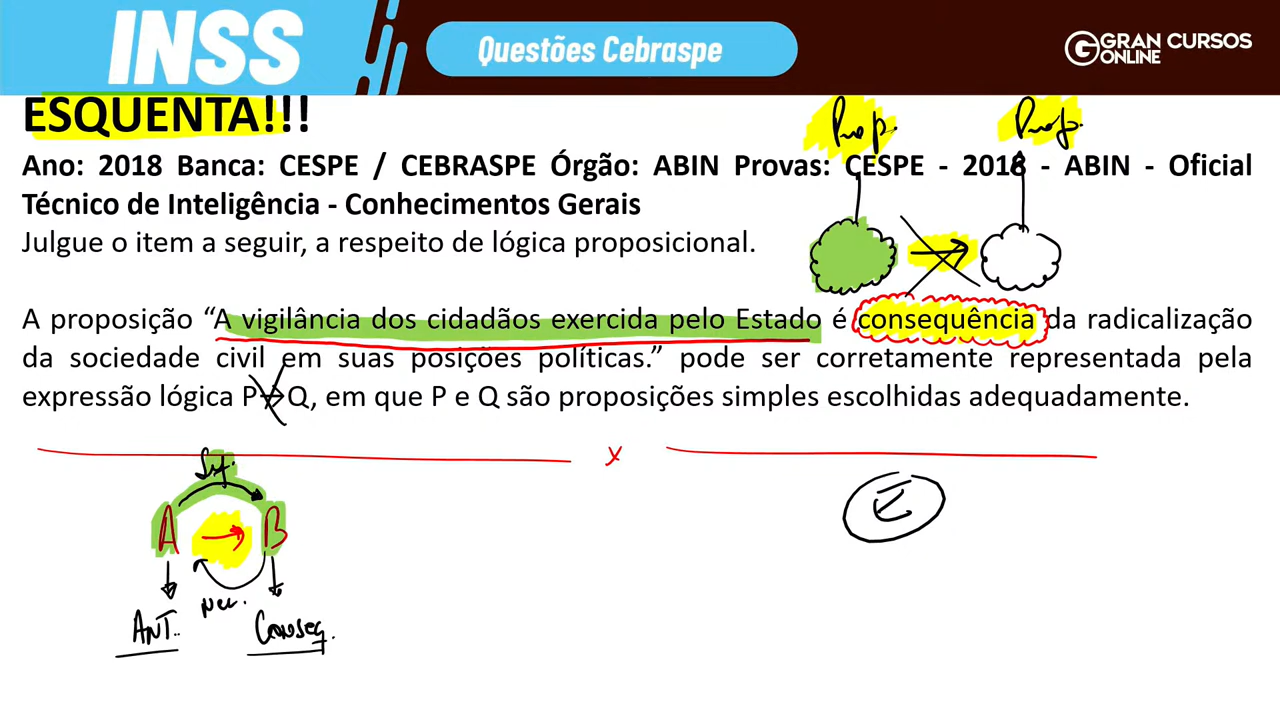 INSS
Questões Cebraspe
GRAN CURSOS
ONLINE
ESQUENTA!!!
Prop.
Prop.
Ano: 2018 Banca: CESPE / CEBRASPE Órgão: ABIN Provas: CESPE - 2018 - ABIN - Oficial
Técnico de Inteligência - Conhecimentos Gerais
Julgue o item a seguir, a respeito de lógica proposicional.
A proposição “A vigilância dos cidadãos exercida pelo Estado é consequência da radicalização
da sociedade civil em suas posições políticas.” pode ser corretamente representada pela
expressão lógica P→Q, em que P e Q são proposições simples escolhidas adequadamente.
x
Suf.
E
A → B
Nec.
ANT.
Conseq.